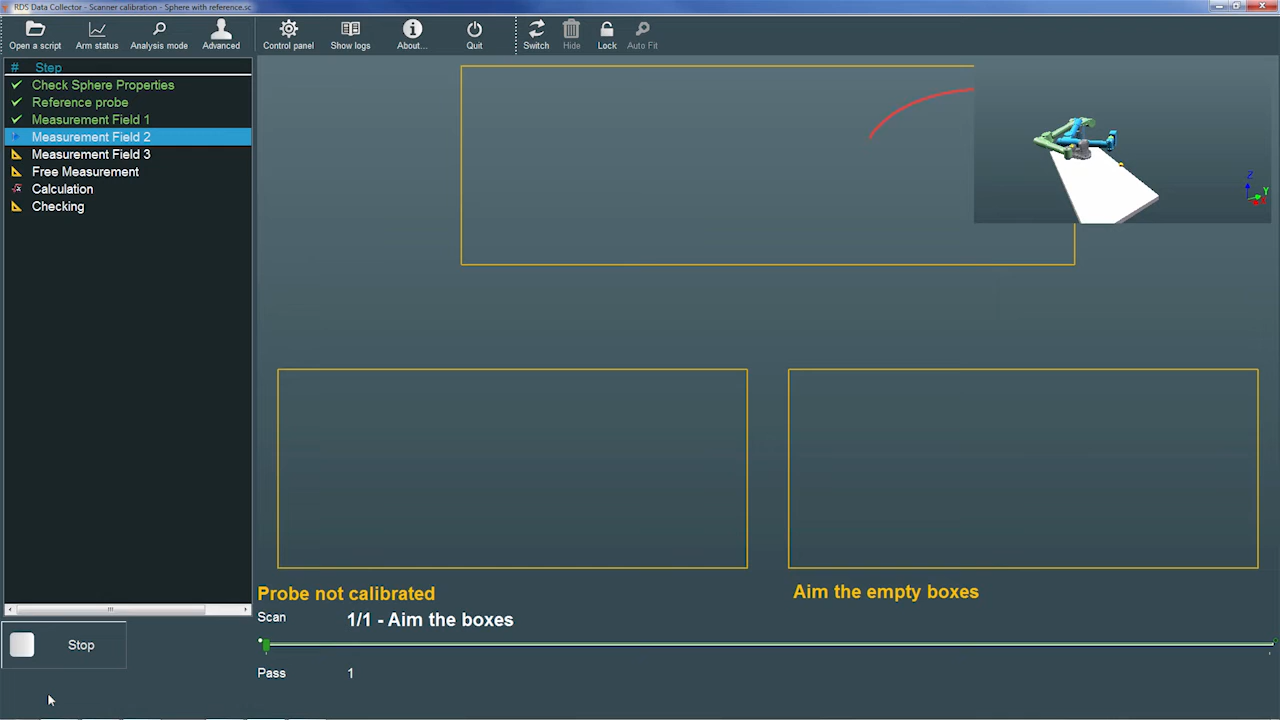 RDS Data Collector - Scanner calibration - Sphere with reference.sc
Open a script
Arm status
Analysis mode
Advanced
Control panel
Show logs
About...
Quit
Switch
Hide
Lock
Auto Fit
# Step
Check Sphere Properties
Reference probe
Measurement Field 1
Measurement Field 2
Measurement Field 3
Free Measurement
Calculation
Checking
Z
Y
Probe not calibrated
Aim the empty boxes
Scan 1/1 - Aim the boxes
Stop
Pass 1